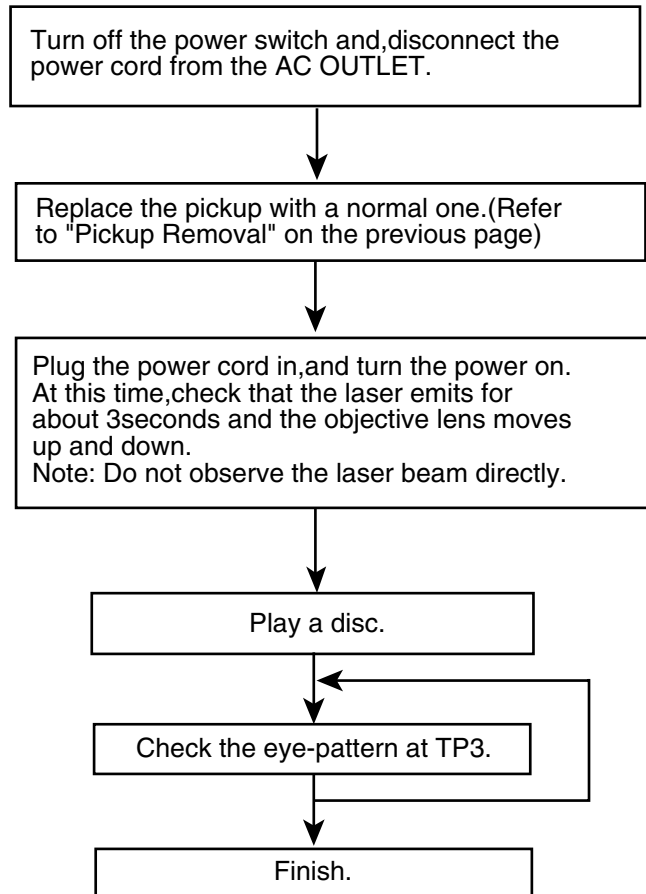 Turn off the power switch and,disconnect the
power cord from the AC OUTLET.
Replace the pickup with a normal one.(Refer
to "Pickup Removal" on the previous page)
Plug the power cord in,and turn the power on.
At this time,check that the laser emits for
about 3seconds and the objective lens moves
up and down.
Note: Do not observe the laser beam directly.
Play a disc.
Check the eye-pattern at TP3.
Finish.